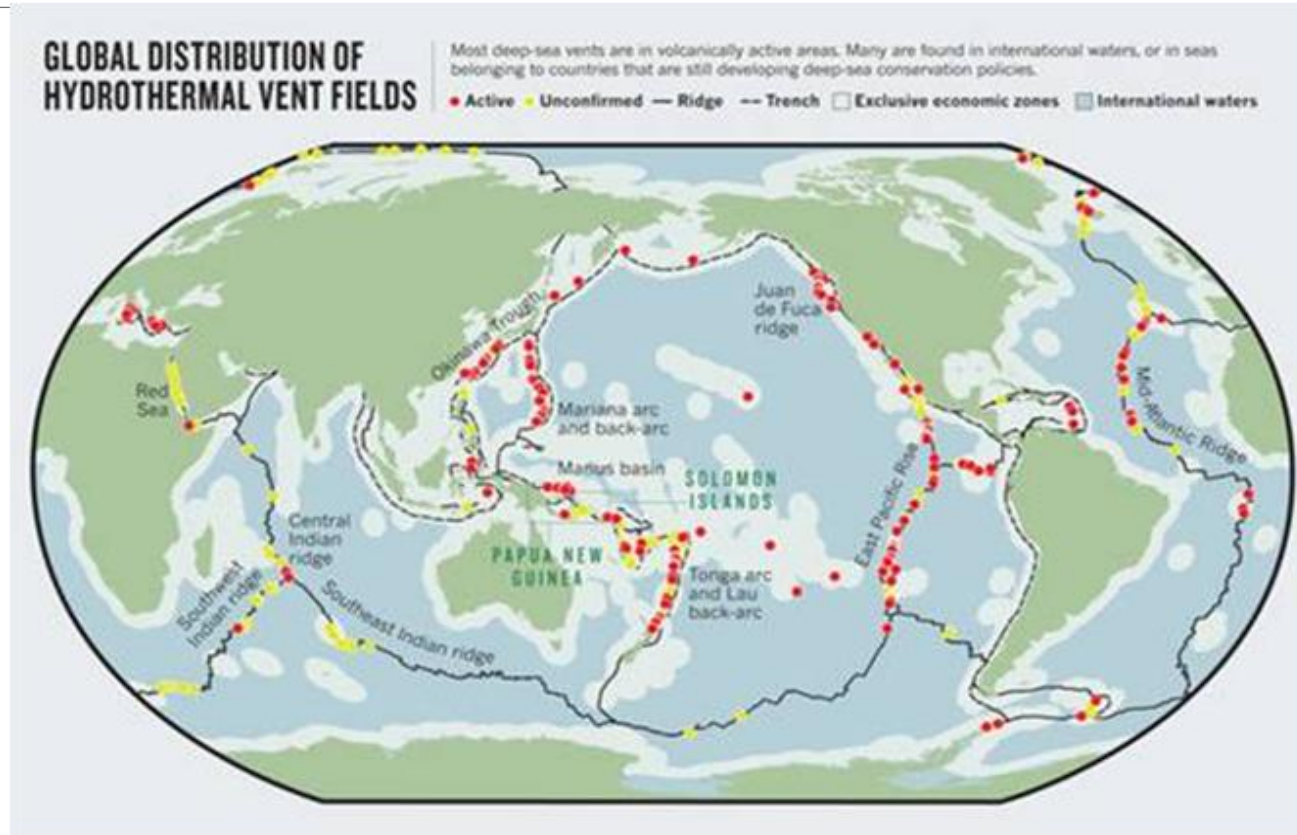 GLOBAL DISTRIBUTION OF
HYDROTHERMAL VENT FIELDS
Most deep-sea vents are in volcanically active areas. Many are found in international waters, or in seas
belonging to countries that are still developing deep-sea conservation policies.
Active Unconfirmed Ridge Trench Exclusive economic zones International waters
Juan
de Fuca
ridge
Okinawa Trough
Red
Sea
Mid-Atlantic Ridge
Mariana arc
and back-arc
Manus basin
SOLOMON
ISLANDS
East Pacific Rise
Central
Indian
ridge
PAPUA NEW
GUINEA
Southwest
Indian ridge
Tonga arc
and Lau
back-arc
Southeast Indian ridge